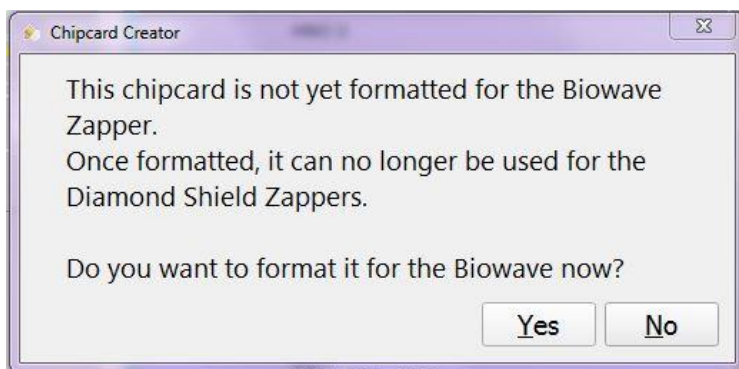 Chipcard Creator
This chipcard is not yet formatted for the Biowave
Zapper.
Once formatted, it can no longer be used for the
Diamond Shield Zappers.
Do you want to format it for the Biowave now?
Yes No